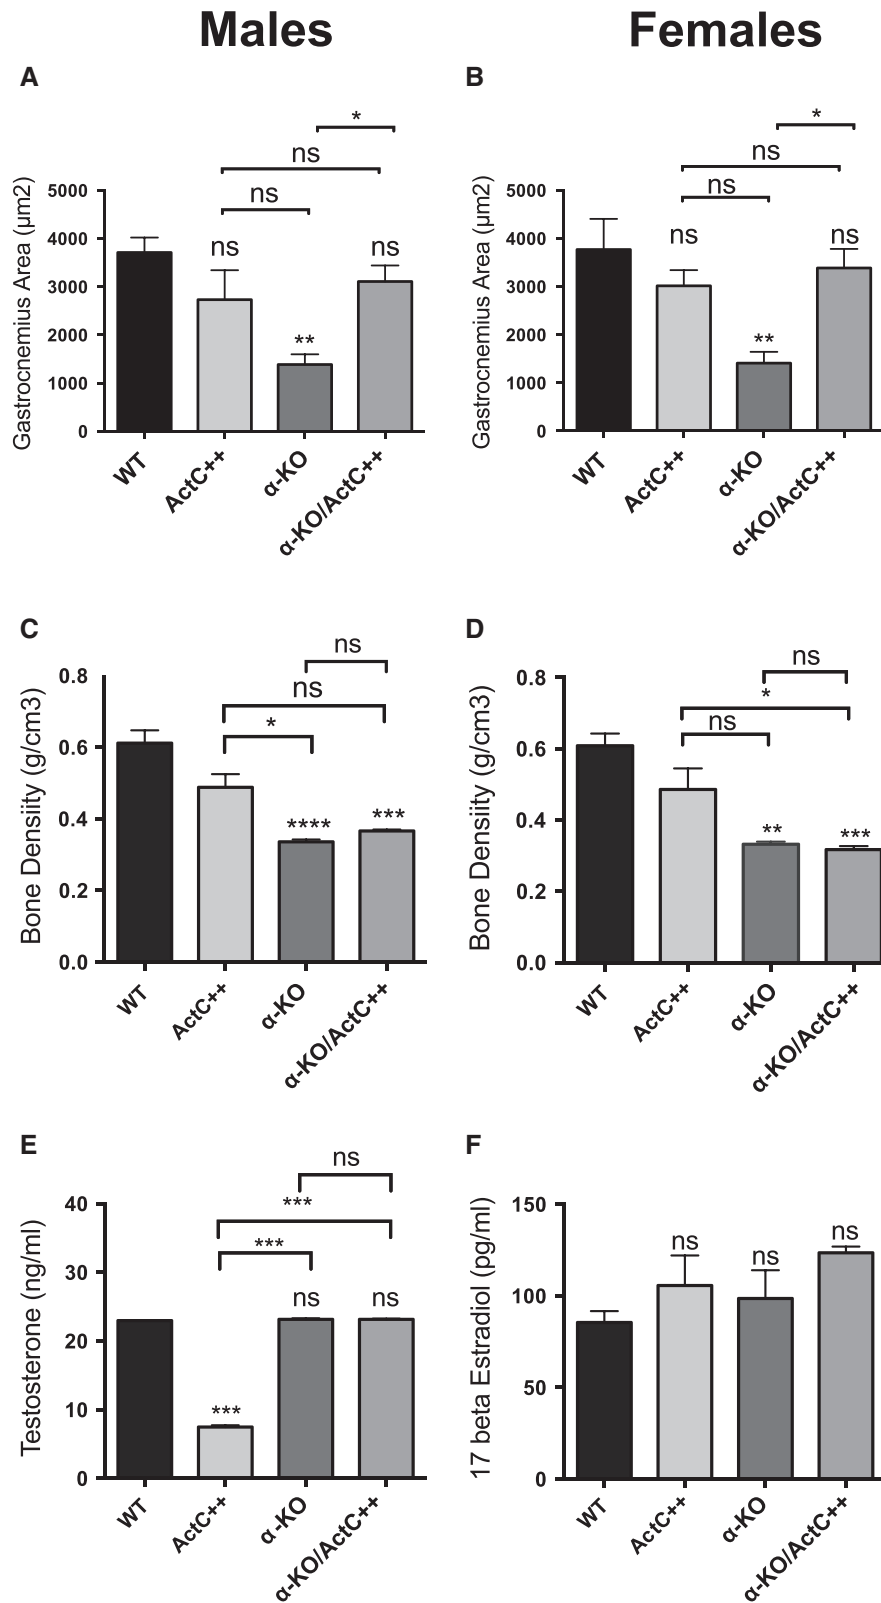 Males
Females
A
B
*
ns
ns
Gastrocnemius Area (µm2)
5000
4000
3000
2000
1000
0
ns
**
ns
WT
ActC++
α-KO
α-KO/ActC++
*
ns
ns
Gastrocnemius Area (µm2)
5000
4000
3000
2000
1000
0
ns
**
ns
WT
ActC++
α-KO
α-KO/ActC++
C
D
ns
ns
*
Bone Densiity (g/cm3)
0.8
0.6
0.4
0.2
0.0
****
***
WT
ActC++
α-KO
α-KO/ActC++
ns
*
ns
Bone Densiity (g/cm3)
0.8
0.6
0.4
0.2
0.0
**
***
WT
ActC++
α-KO
α-KO/ActC++
E
F
ns
***
***
Testosterone (ng/ml)
40
30
20
10
0
***
ns
ns
WT
ActC++
α-KO
α-KO/ActC++
17 beta Estradiol (pg/ml)
150
100
50
0
ns
ns
ns
WT
ActC++
α-KO
α-KO/ActC++